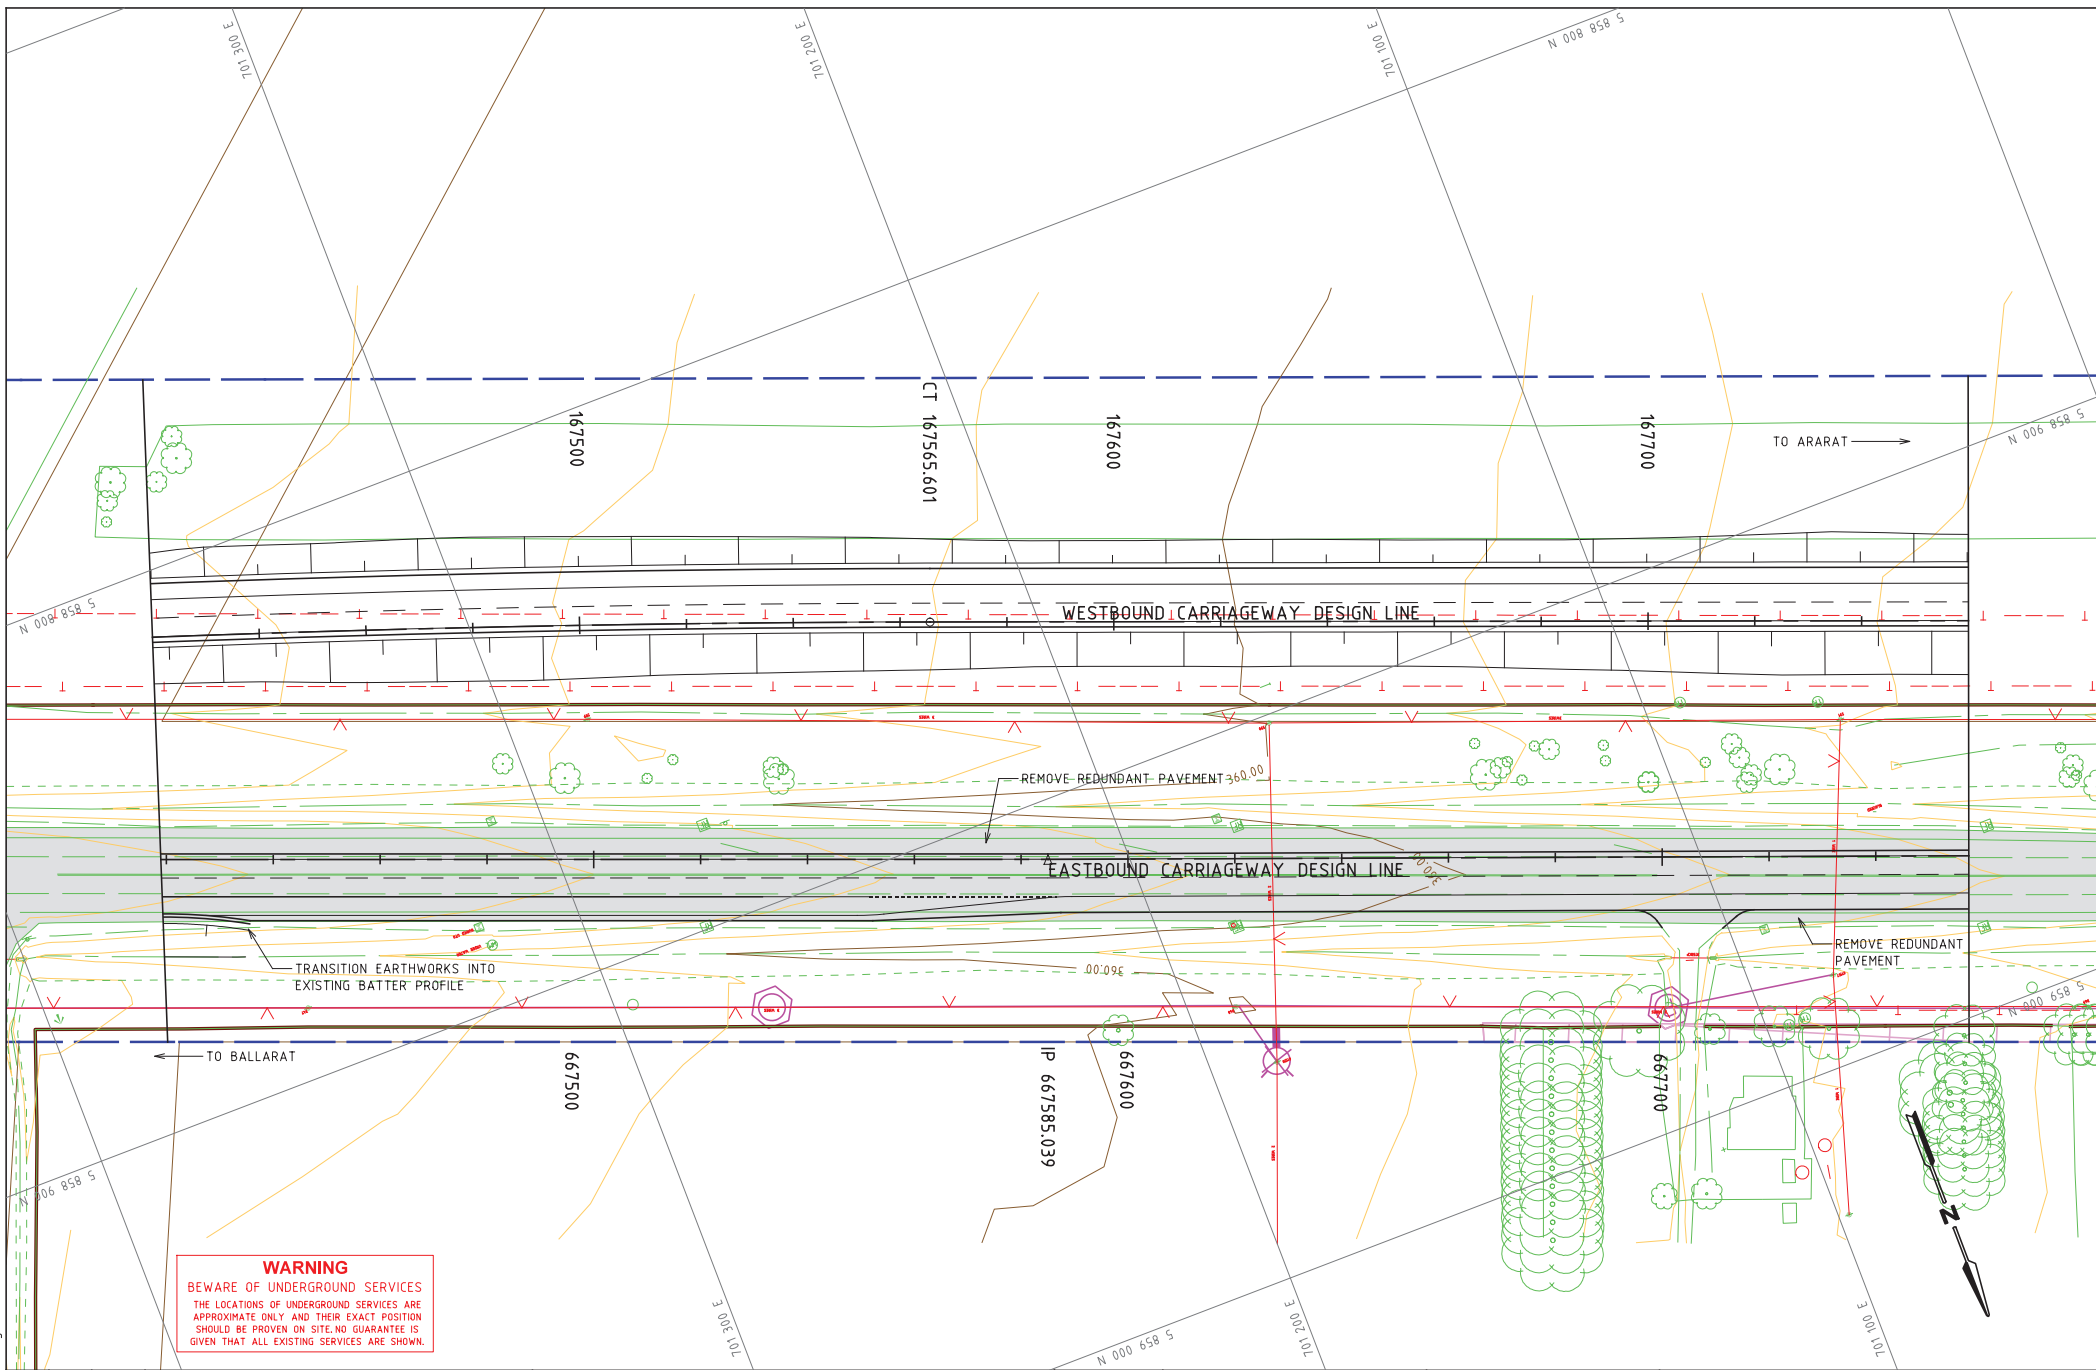 701 300 E
701 200 E
701 100 E
5 858 800 N
167500
CT 167565.601
167600
167700
TO ARARAT
5 858 900 N
5 858 800 N
WESTBOUND CARRIAGEWAY DESIGN LINE
REMOVE REDUNDANT PAVEMENT
360.00
EASTBOUND CARRIAGEWAY DESIGN LINE
360.00
REMOVE REDUNDANT
PAVEMENT
TRANSITION EARTHWORKS INTO
EXISTING BATTER PROFILE
360.00
5 859 000 N
TO BALLARAT
667500
IP 667585.039
667600
667700
5 858 900 N
N
WARNING
BEWARE OF UNDERGROUND SERVICES
THE LOCATIONS OF UNDERGROUND SERVICES ARE
APPROXIMATE ONLY AND THEIR EXACT POSITION
SHOULD BE PROVEN ON SITE. NO GUARANTEE IS
GIVEN THAT ALL EXISTING SERVICES ARE SHOWN.
701 300 E
5 859 000 N
701 200 E
701 100 E